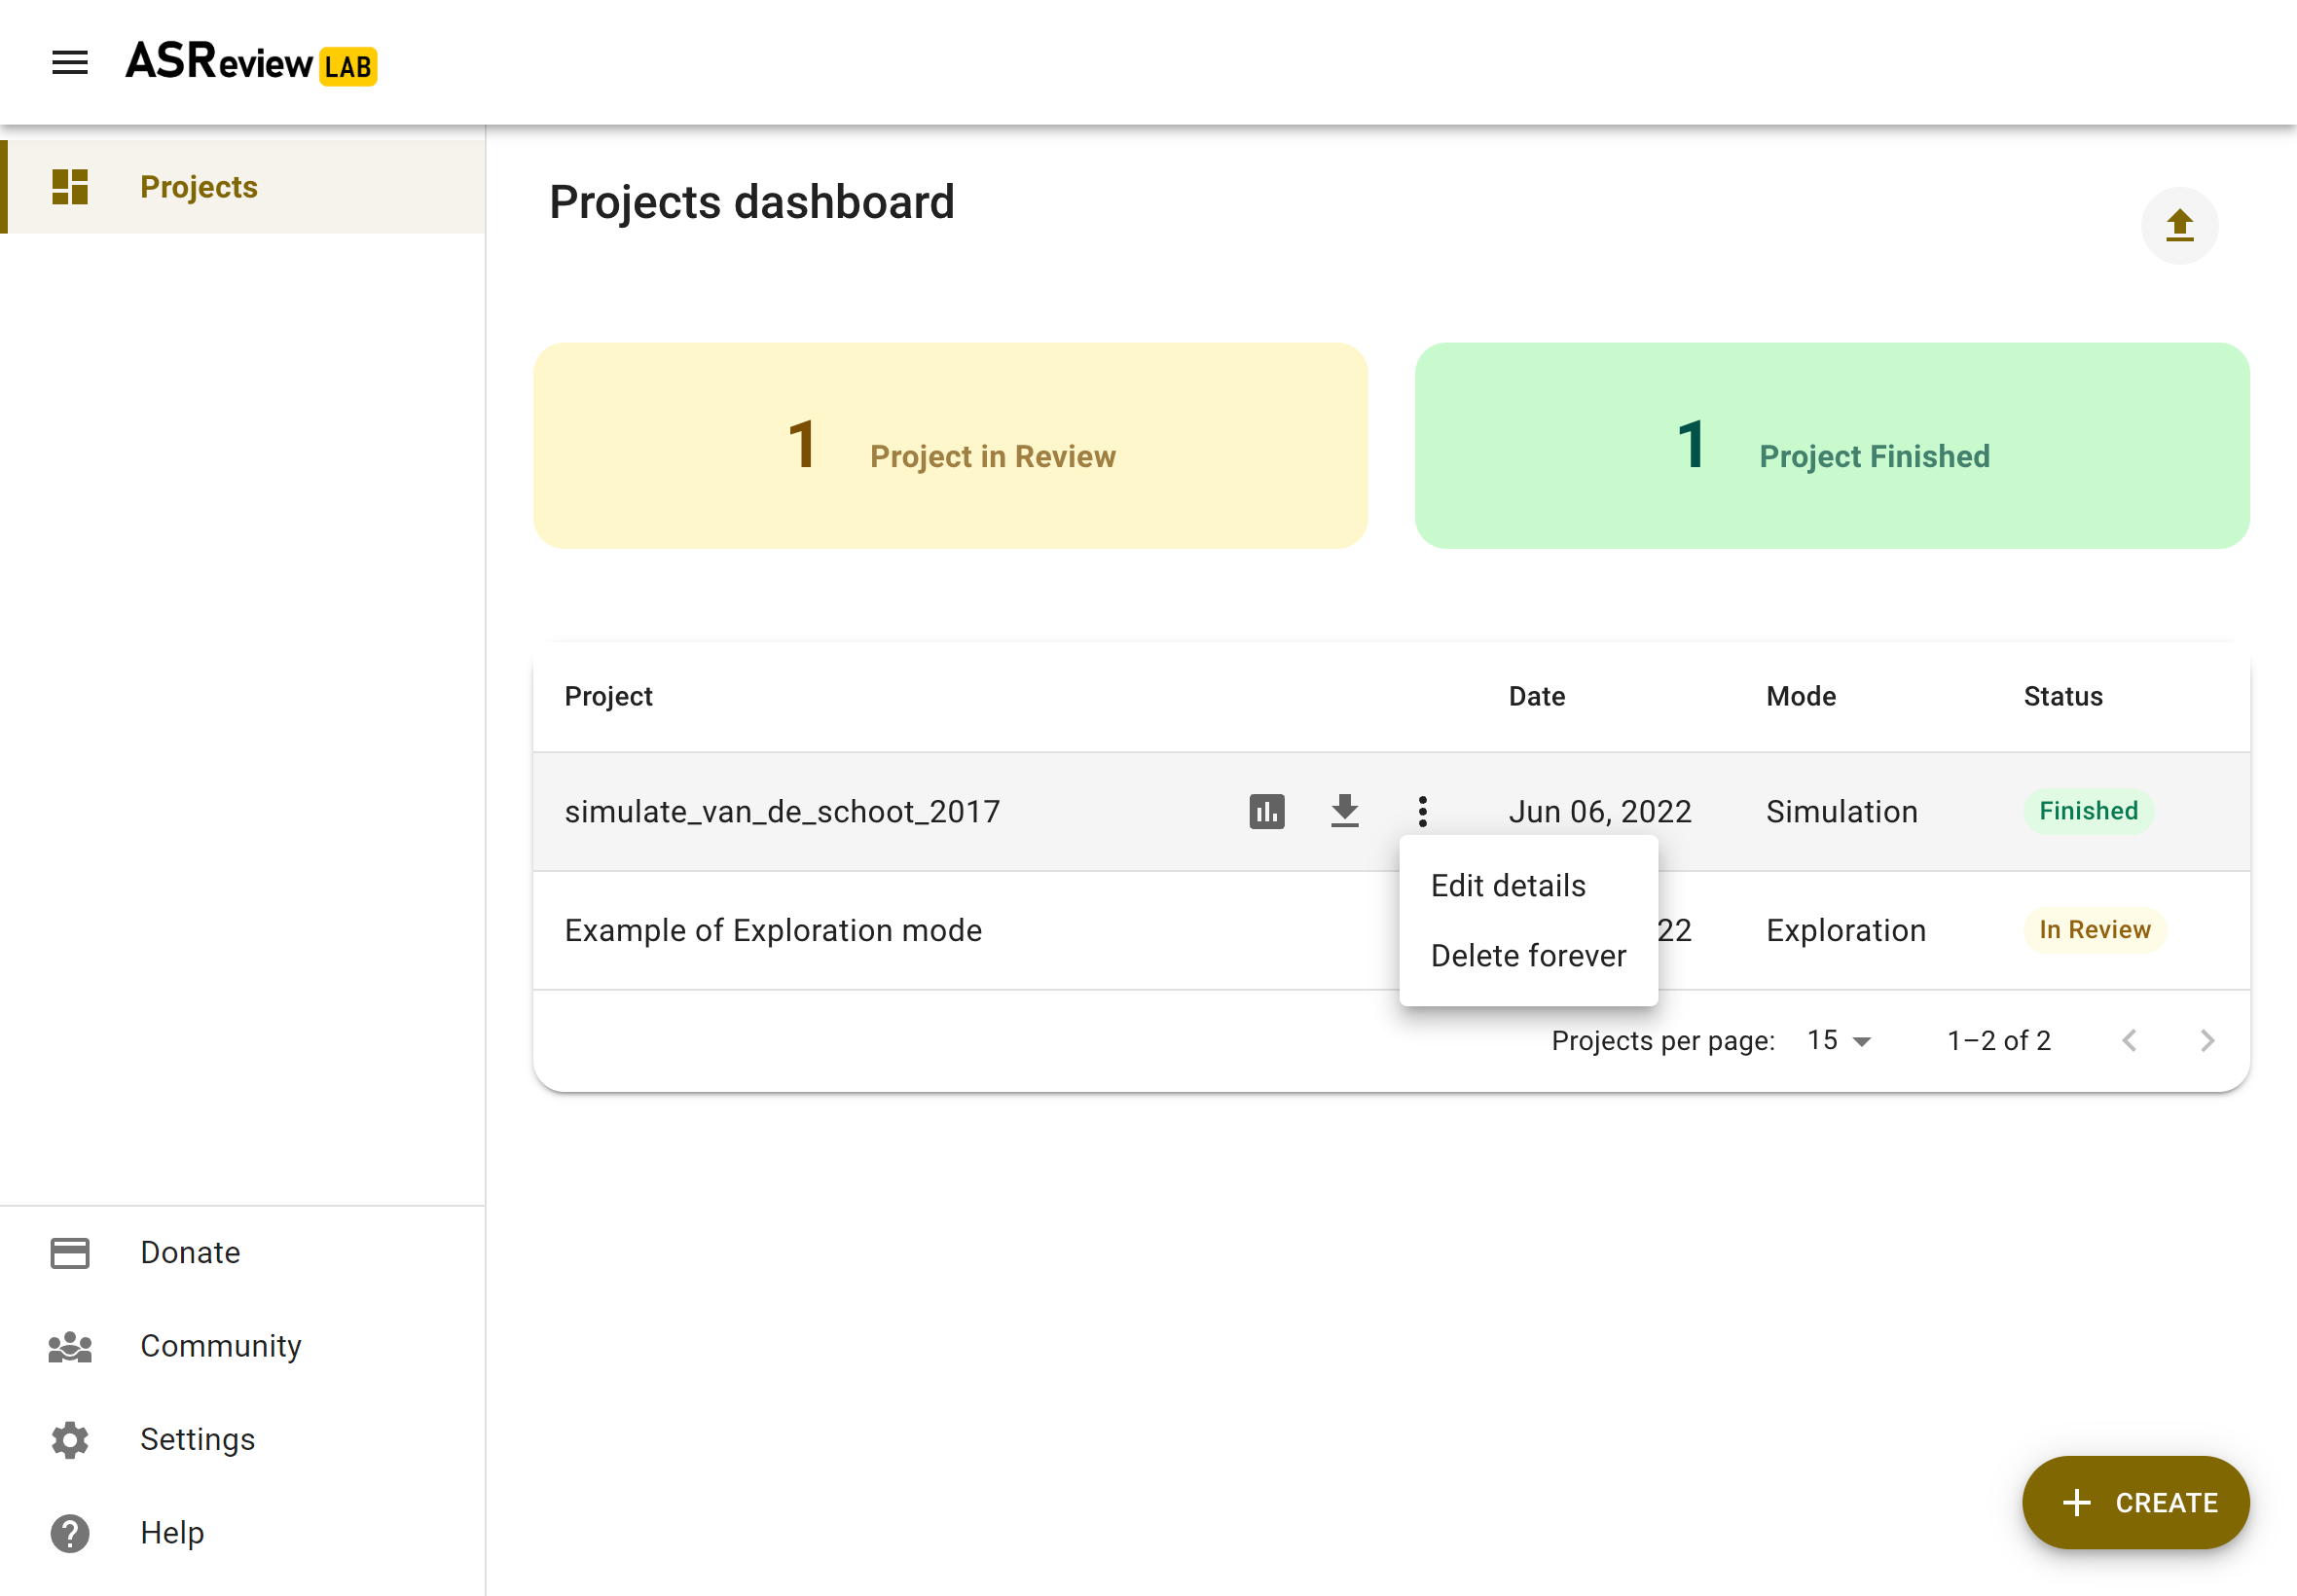 ASReview LAB
Projects
Projects dashboard
1 Project in Review
1 Project Finished
Project Date Mode Status
simulate_van_de_schoot_2017 Jun 06, 2022 Simulation Finished
Edit details
Example of Exploration mode 22 Exploration In Review
Delete forever
Projects per page: 15 1–2 of 2
Donate
Community
Settings
Help
CREATE